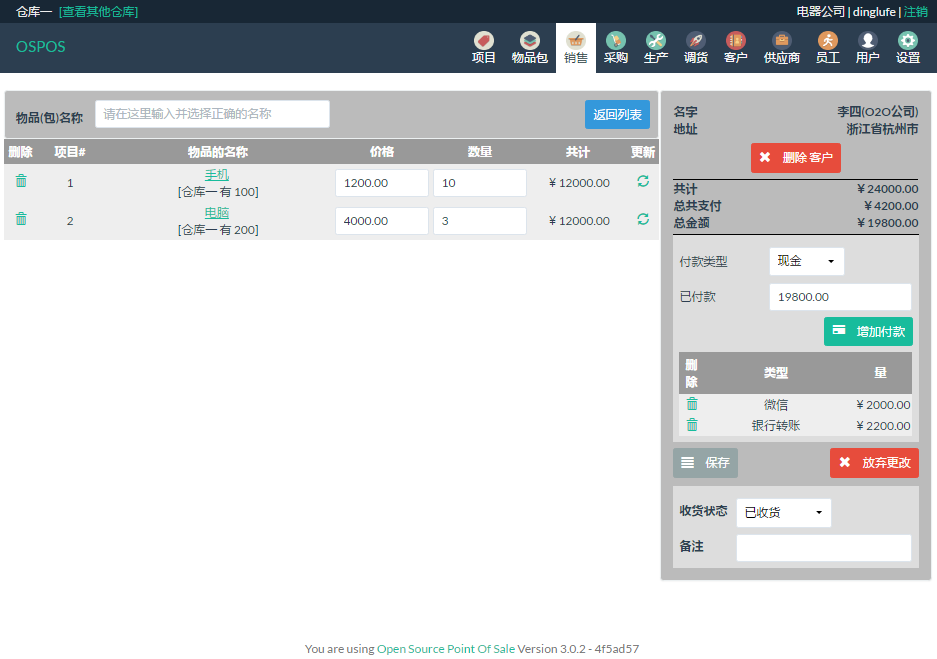 仓库一 [查看其他仓库]
电器公司 | dinglufe | 注销
OSPOS
项目 物品包 销售 采购 生产 调货 客户 供应商 员工 用户 设置
物品(包)名称 请在这里输入并选择正确的名称 返回列表
删除 项目# 物品的名称 价格 数量 共计 更新
1 手机 1200.00 10 ¥ 12000.00
[仓库一 有 100]
2 电脑 4000.00 3 ¥ 12000.00
[仓库一 有 200]
名字 李四(O2O公司)
地址 浙江省杭州市
删除 客户
共计 ¥ 24000.00
总共支付 ¥ 4200.00
总金额 ¥ 19800.00
付款类型 现金
已付款 19800.00
增加付款
删除 类型 量
微信 ¥ 2000.00
银行转账 ¥ 2200.00
保存 放弃更改
收货状态 已收货
备注
You are using Open Source Point Of Sale Version 3.0.2 - 4f5ad57